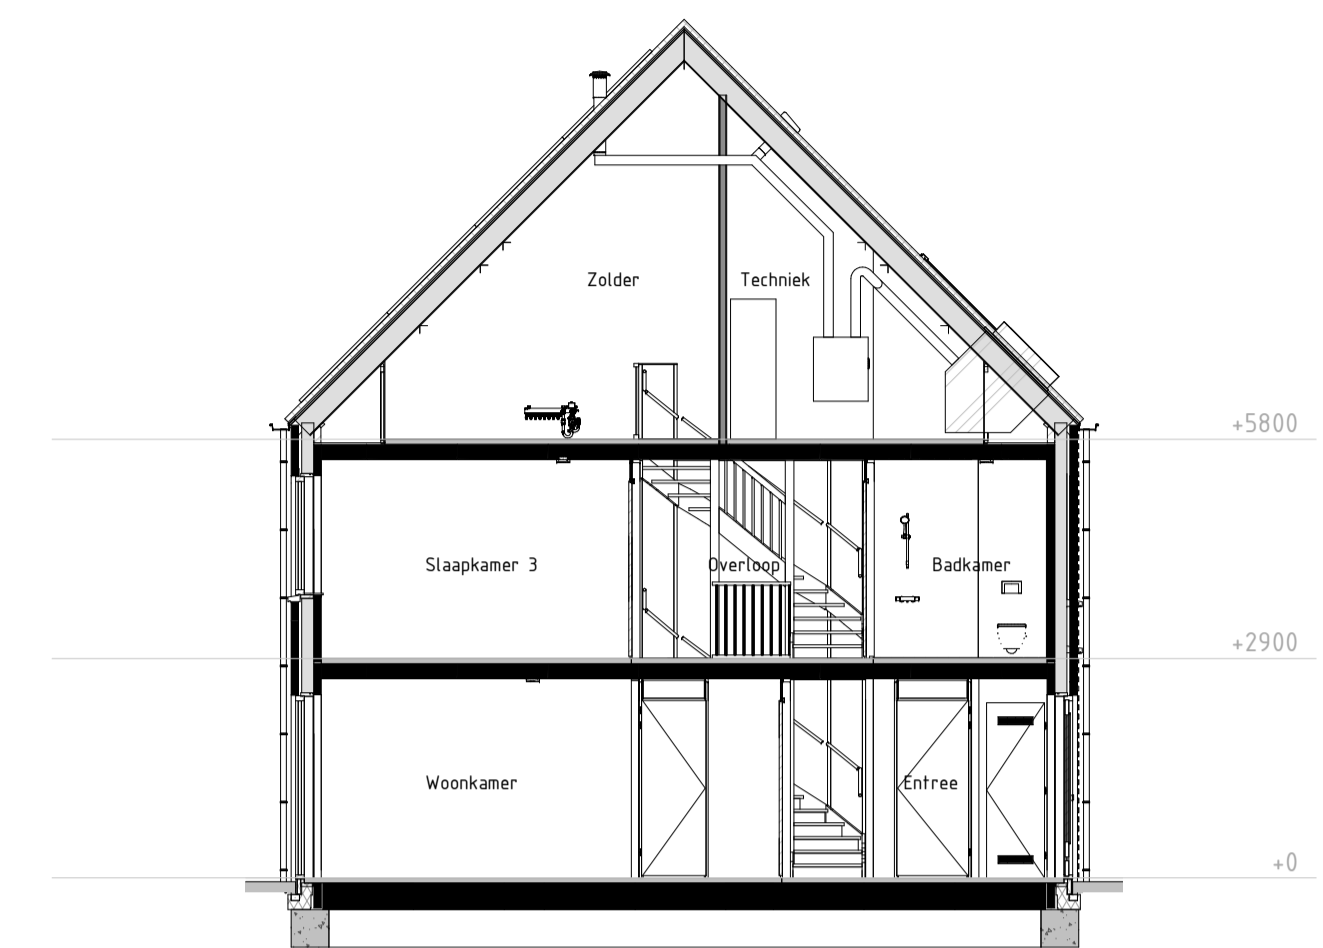 Zolder
Techniek
+5800
Slaapkamer 3
Overloop
Badkamer
+2900
Woonkamer
Entree
+0